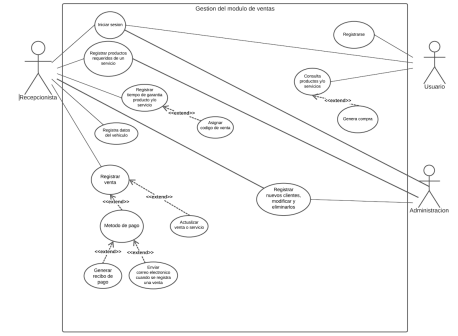 Gestion del modulo de ventas
Iniciar sesion
Registrarse
Registrer productos
requeridos de un
servicio
Recepcionista
Usuario
Consulta
productos y/o
servicios
Registrar
tiempo de garantia
producto y/o
servicio
<<extend>>
<<extend>>
Genera compra
Asignar
codigo de venta
Registra datos
del vehiculo
Registrar
venta
Registrar
nuevos clientes,
modificar y
eliminarlos
Administracion
<<extend>>
<<extend>>
Metodo de pago
Actualizar
venta o servicio
<<extend>>
<<extend>>
Generar
recibo de
pago
Enviar
correo electronico
cuando se registra
una venta